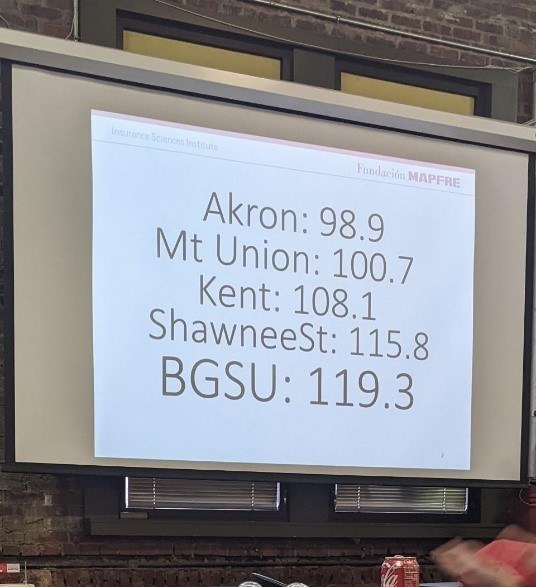 Insurance Sciences Institute
Fundación MAPFRE
Akron: 98.9
Mt Union: 100.7
Kent: 108.1
ShawneeSt: 115.8
BGSU: 119.3